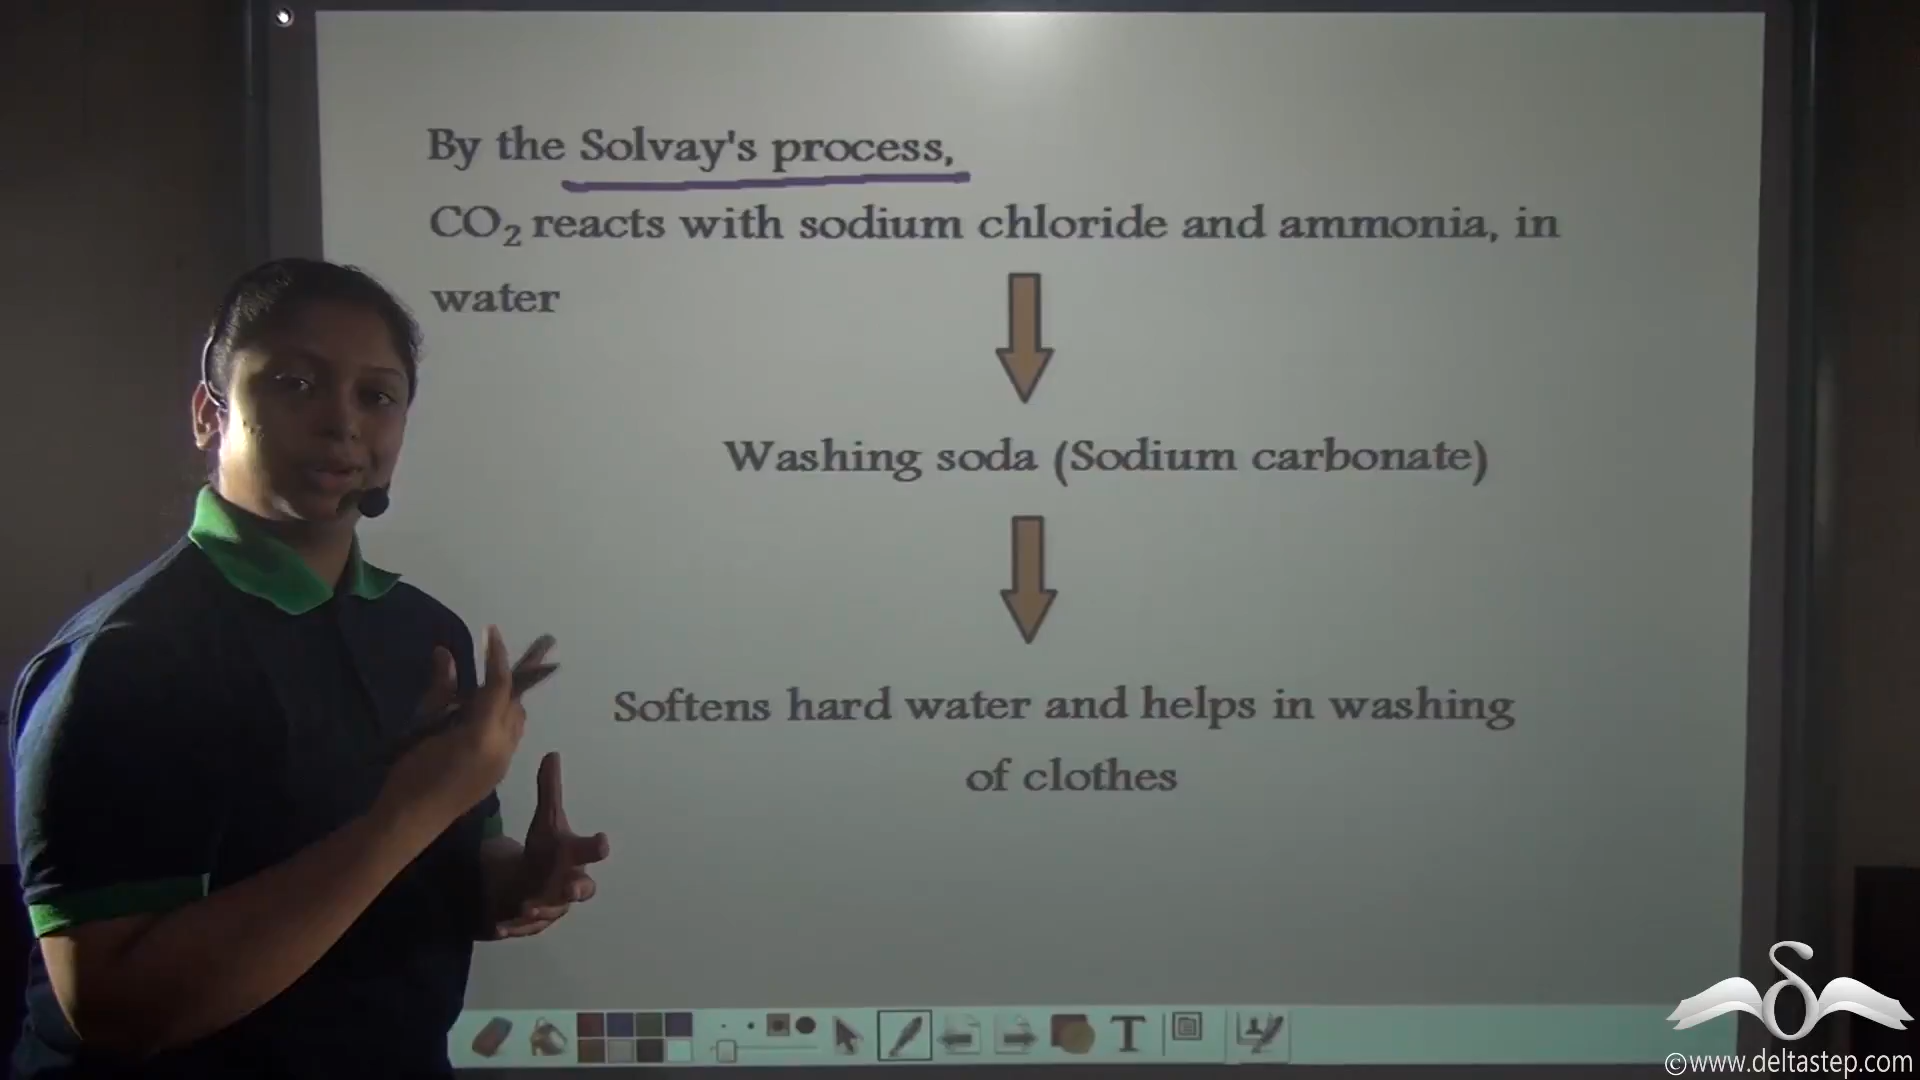 By the Solvay's process,
CO₂ reacts with sodium chloride and ammonia, in
water
Washing soda (Sodium carbonate)
Softens hard water and helps in washing
of clothes
T
©www.deltastep.com